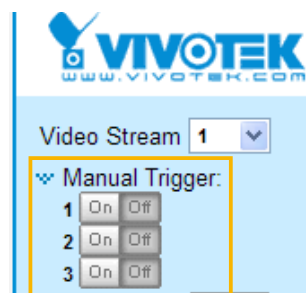 VIVOTEK
www.vivotek.com
Video Stream 1
Manual Trigger:
1 On Off
2 On Off
3 On Off